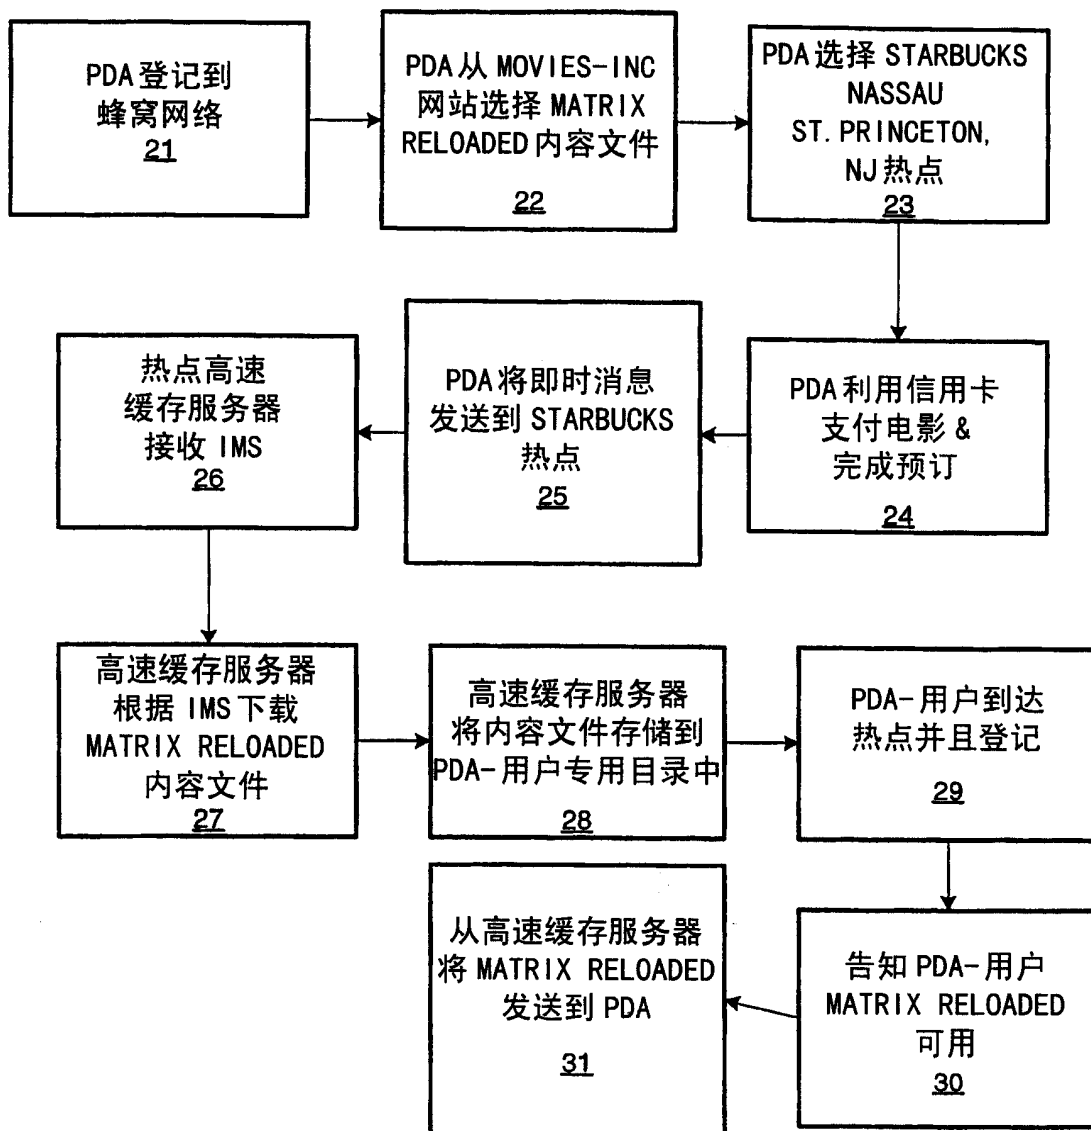 PDA登记到
蜂窝网络
21
PDA从MOVIES-INC
网站选择MATRIX
RELOADED内容文件
22
PDA选择STARBUCKS
NASSAU
ST. PRINCETON,
NJ热点
23
PDA利用信用卡
支付电影&
完成预订
24
PDA将即时消息
发送到STARBUCKS
热点
25
热点高速
缓存服务器
接收IMS
26
高速缓存服务器
根据IMS下载
MATRIX RELOADED
内容文件
27
高速缓存服务器
将内容文件存储到
PDA-用户专用目录中
28
PDA-用户到达
热点并且登记
29
告知PDA-用户
MATRIX RELOADED
可用
30
从高速缓存服务器
将MATRIX RELOADED
发送到PDA
31